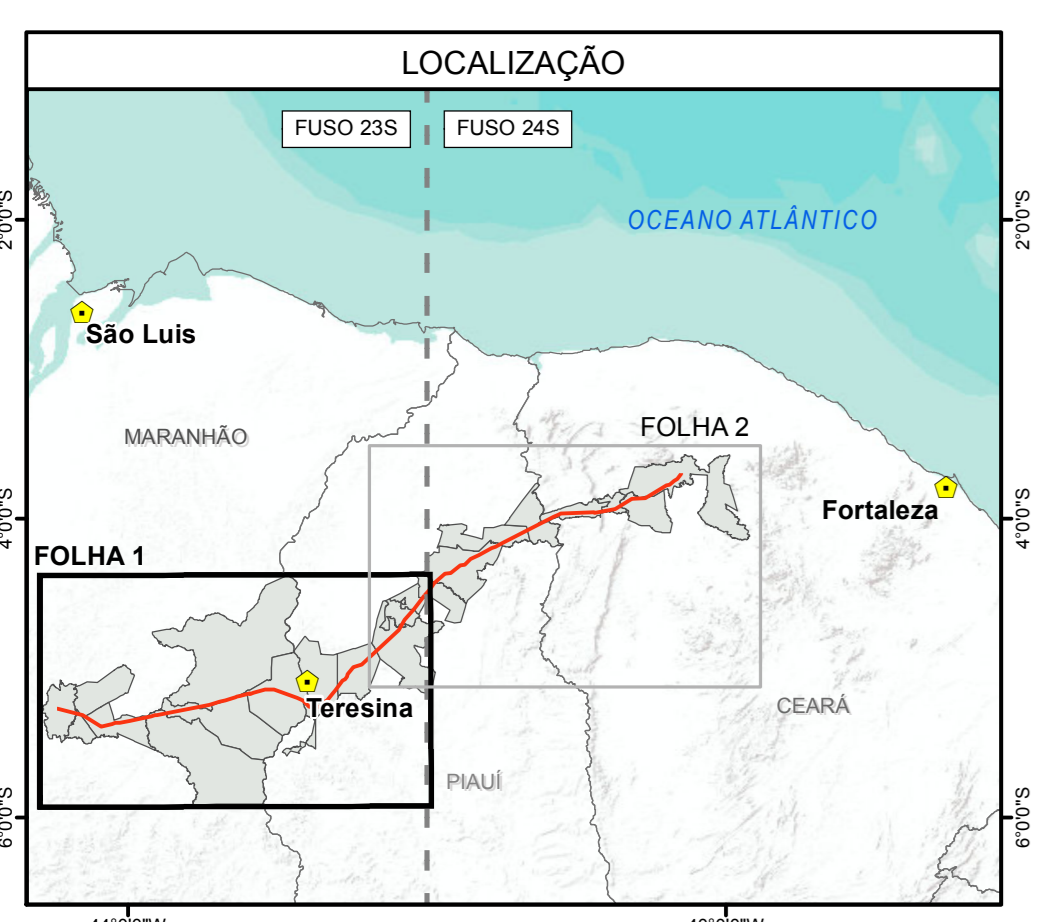 LOCALIZAÇÃO
FUSO 23S
FUSO 24S
2°0'0"S
2°0'0"S
OCEANO ATLÂNTICO
São Luis
MARANHÃO
FOLHA 2
4°0'0"S
4°0'0"S
Fortaleza
FOLHA 1
Teresina
CEARÁ
PIAUÍ
6°0'0"S
6°0'0"S